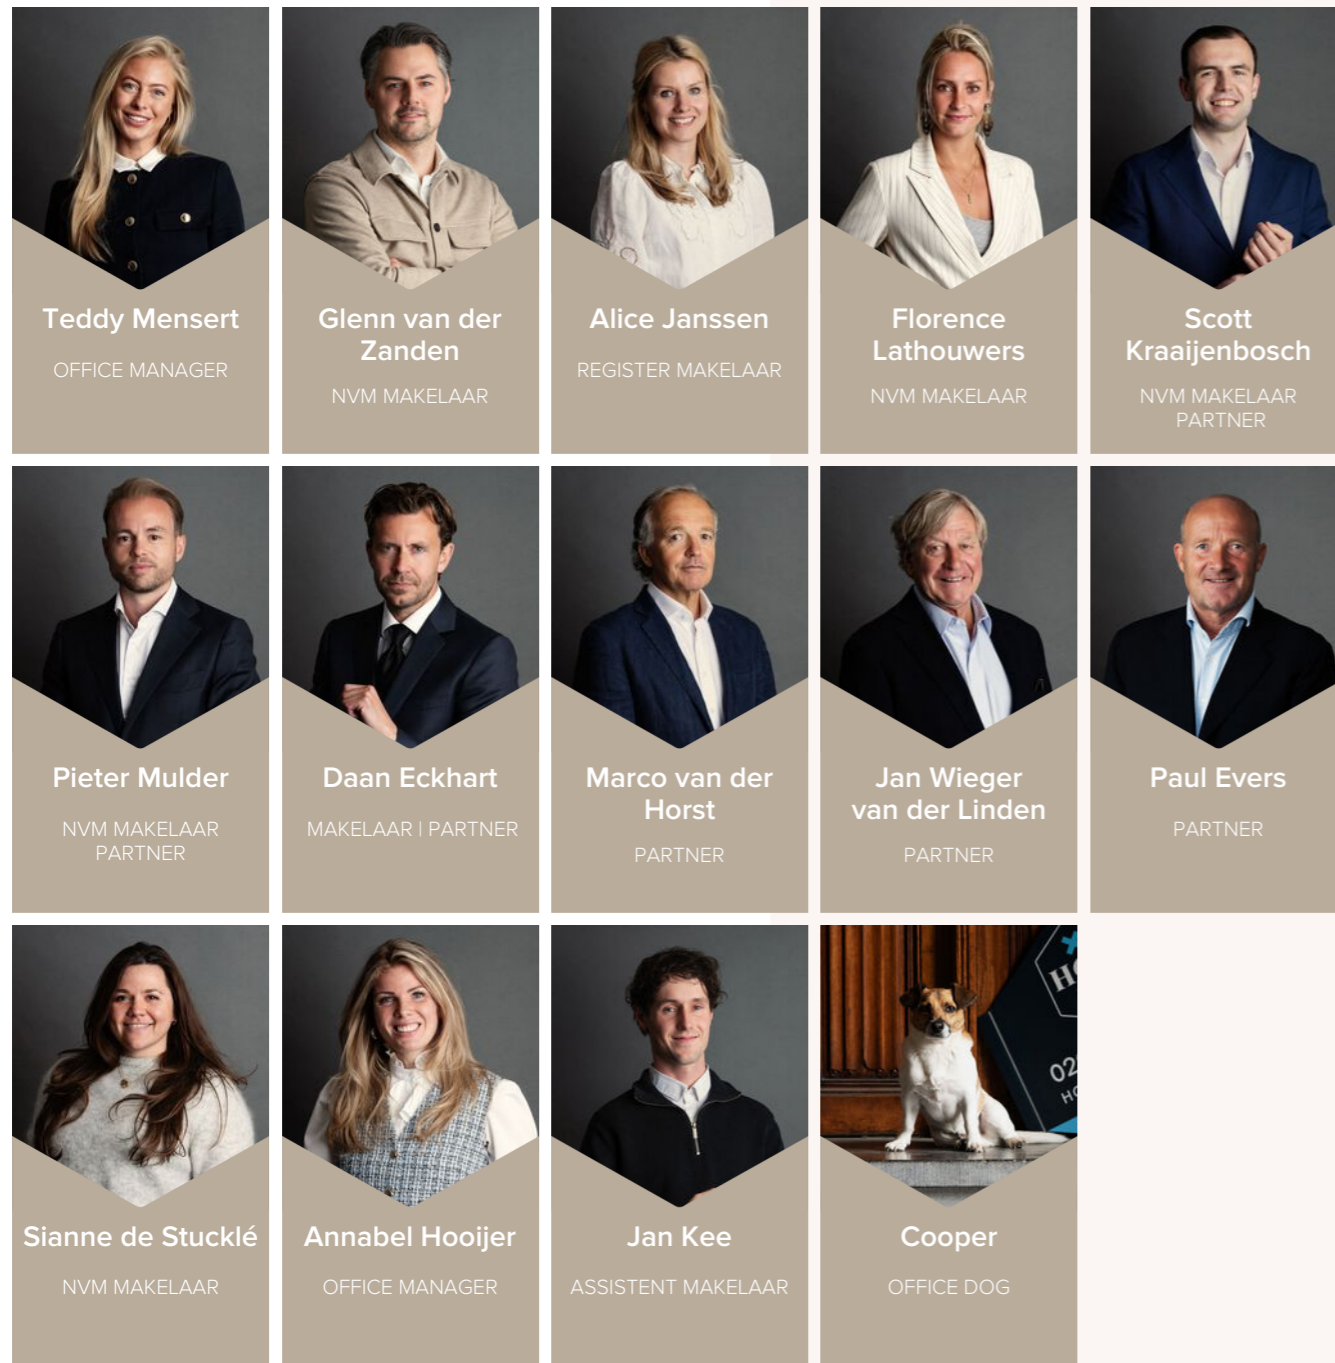 Teddy Mensert
OFFICE MANAGER
Glenn van der
Zanden
NVM MAKELAAR
Alice Janssen
REGISTER MAKELAAR
Florence
Lathouwers
NVM MAKELAAR
Scott
Kraaijenbosch
NVM MAKELAAR
PARTNER
Pieter Mulder
NVM MAKELAAR
PARTNER
Daan Eckhart
MAKELAAR | PARTNER
Marco van der
Horst
PARTNER
Jan Wieger
van der Linden
PARTNER
Paul Evers
PARTNER
Sianne de Stucklé
NVM MAKELAAR
Annabel Hooijer
OFFICE MANAGER
Jan Kee
ASSISTENT MAKELAAR
Cooper
OFFICE DOG